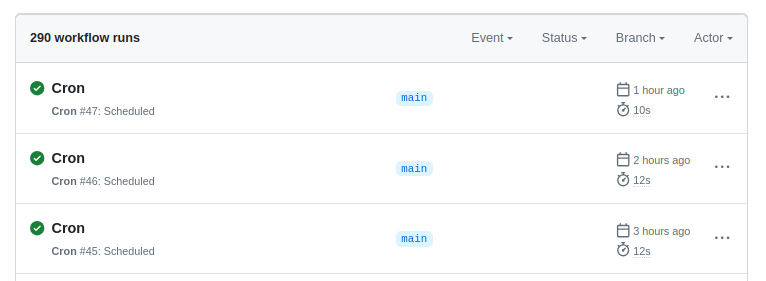 290 workflow runs Event Status Branch Actor
Cron
Cron #47: Scheduled
main
1 hour ago
10s
Cron
Cron #46: Scheduled
main
2 hours ago
12s
Cron
Cron #45: Scheduled
main
3 hours ago
12s